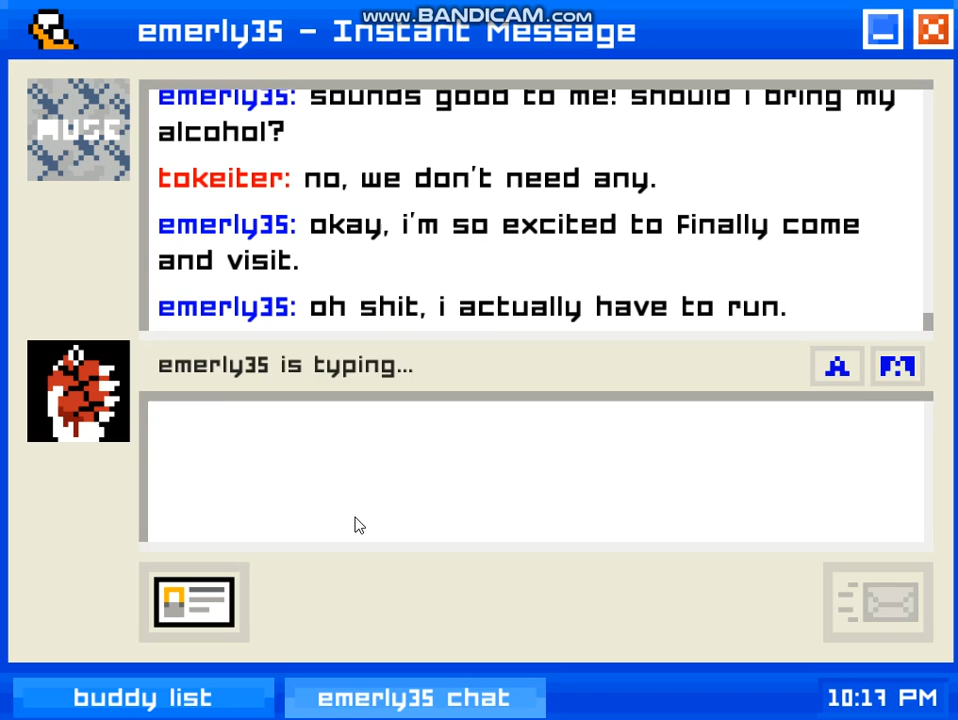 www.BANDICAM.com
emerly35 - Instant Message
emerly35: sounds good to me! should i bring my
alcohol?
MUSE
tokeiter: no, we don't need any.
emerly35: okay, i'm so excited to finally come
and visit.
emerly35: oh shit, i actually have to run.
emerly35 is typing...
A
buddy list
emerly35 chat
10:17 PM